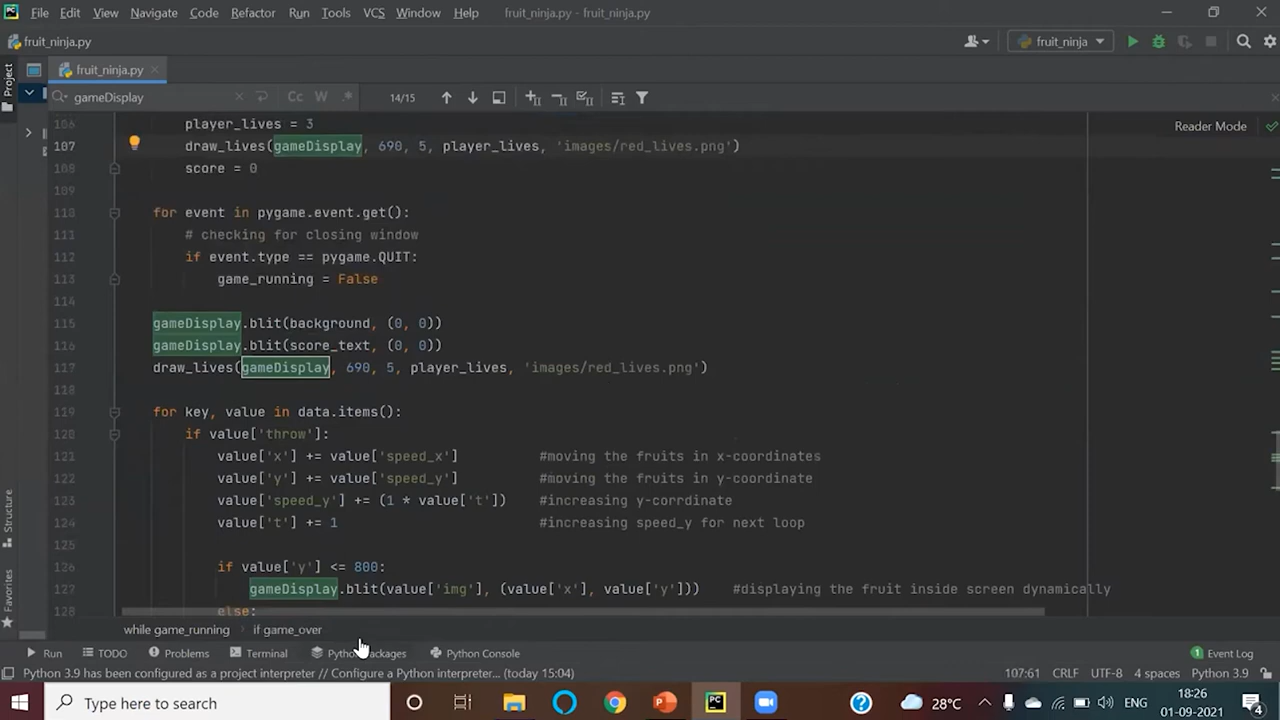 File Edit View Navigate Code Refactor Run Tools VCS Window Help fruit_ninja.py - fruit_ninja.py
fruit_ninja.py fruit_ninja
Project fruit_ninja.py
gameDisplay Cc W .* 14/15
Reader Mode
106 player_lives = 3
107 draw_lives(gameDisplay, 690, 5, player_lives, 'images/red_lives.png')
108 score = 0
109
110 for event in pygame.event.get():
111 # checking for closing window
112 if event.type == pygame.QUIT:
113 game_running = False
114
115 gameDisplay.blit(background, (0, 0))
116 gameDisplay.blit(score_text, (0, 0))
117 draw_lives(gameDisplay, 690, 5, player_lives, 'images/red_lives.png')
118
119 for key, value in data.items():
120 if value['throw']:
121 value['x'] += value['speed_x'] #moving the fruits in x-coordinates
122 value['y'] += value['speed_y'] #moving the fruits in y-coordinate
123 value['speed_y'] += (1 * value['t']) #increasing y-corrdinate
124 value['t'] += 1 #increasing speed_y for next loop
125
126 if value['y'] <= 800:
127 gameDisplay.blit(value['img'], (value['x'], value['y'])) #displaying the fruit inside screen dynamically
128 else:
Structure
Favorites
while game_running › if game_over
Run TODO Problems Terminal Python Packages Python Console 1 Event Log
Python 3.9 has been configured as a project interpreter // Configure a Python interpreter... (today 15:04) 107:61 CRLF UTF-8 4 spaces Python 3.9
Type here to search 28°C ENG 18:26
01-09-2021 4